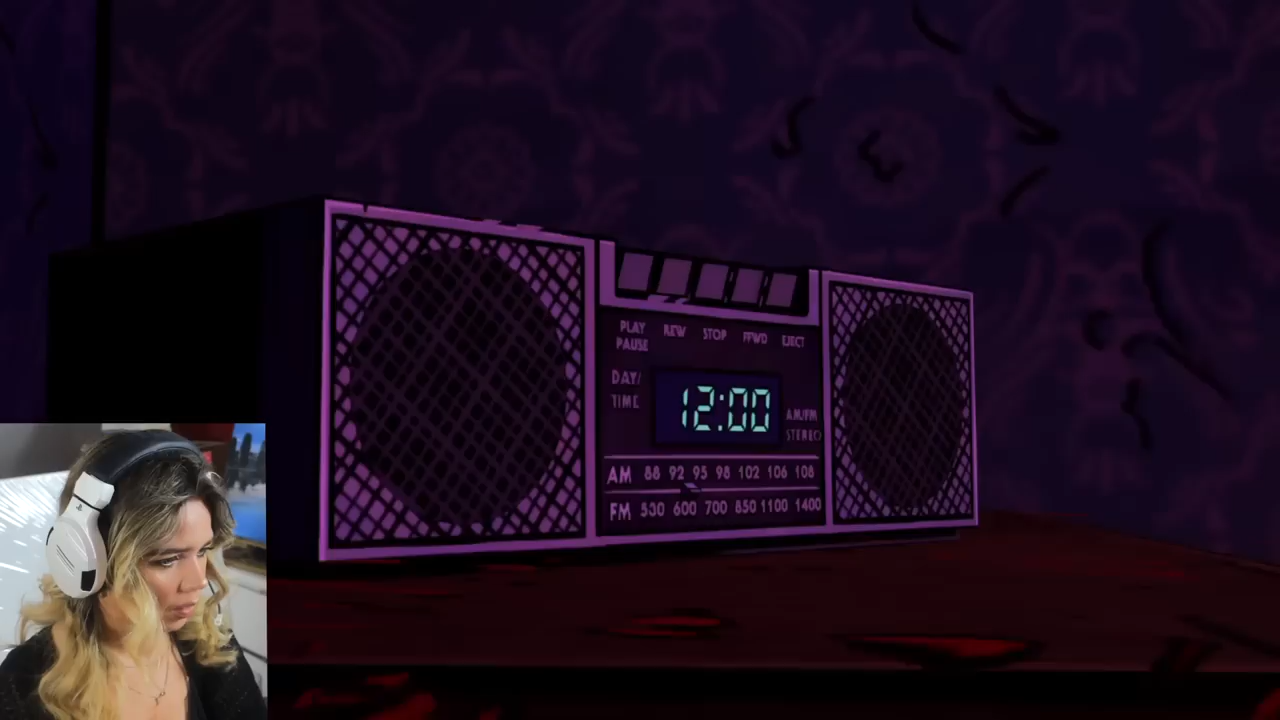 PLAY PAUSE REW STOP FFWD EJECT
DAY/
TIME
12:00
AM/FM
STEREO
AM 88 92 95 98 102 106 108
FM 530 600 700 850 1100 1400